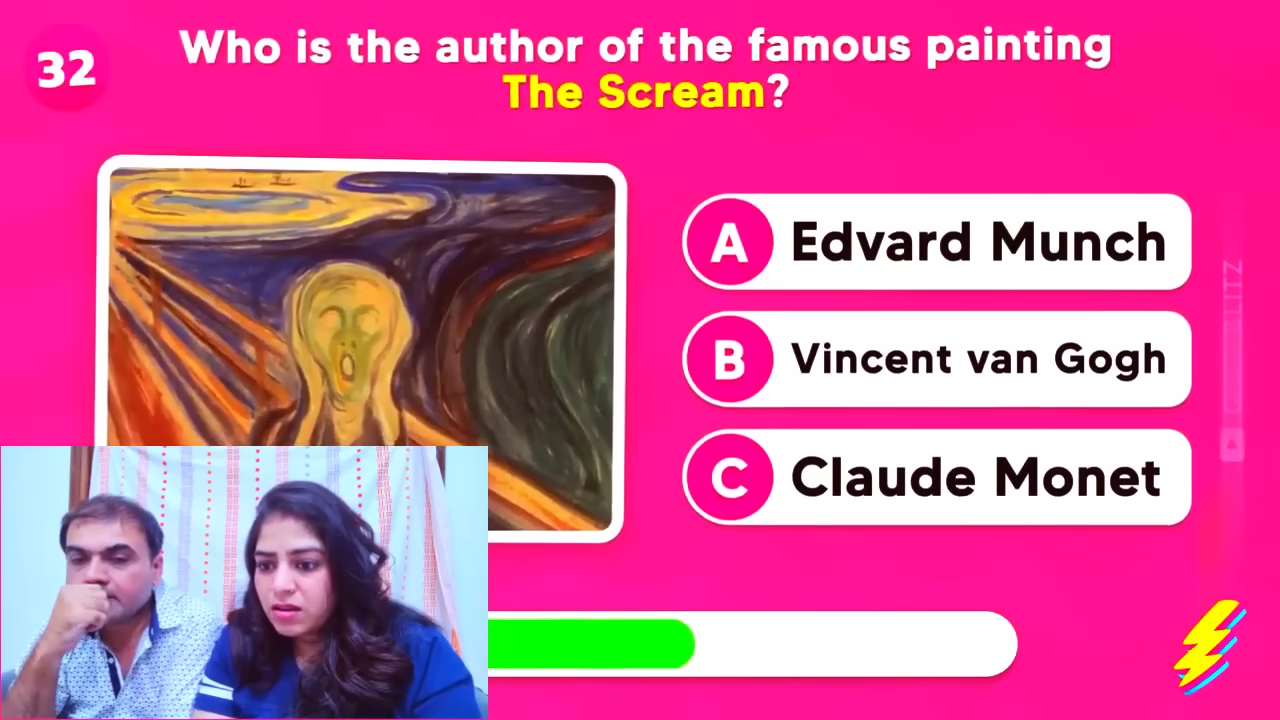 32
Who is the author of the famous painting
The Scream?
A Edvard Munch
B Vincent van Gogh
C Claude Monet